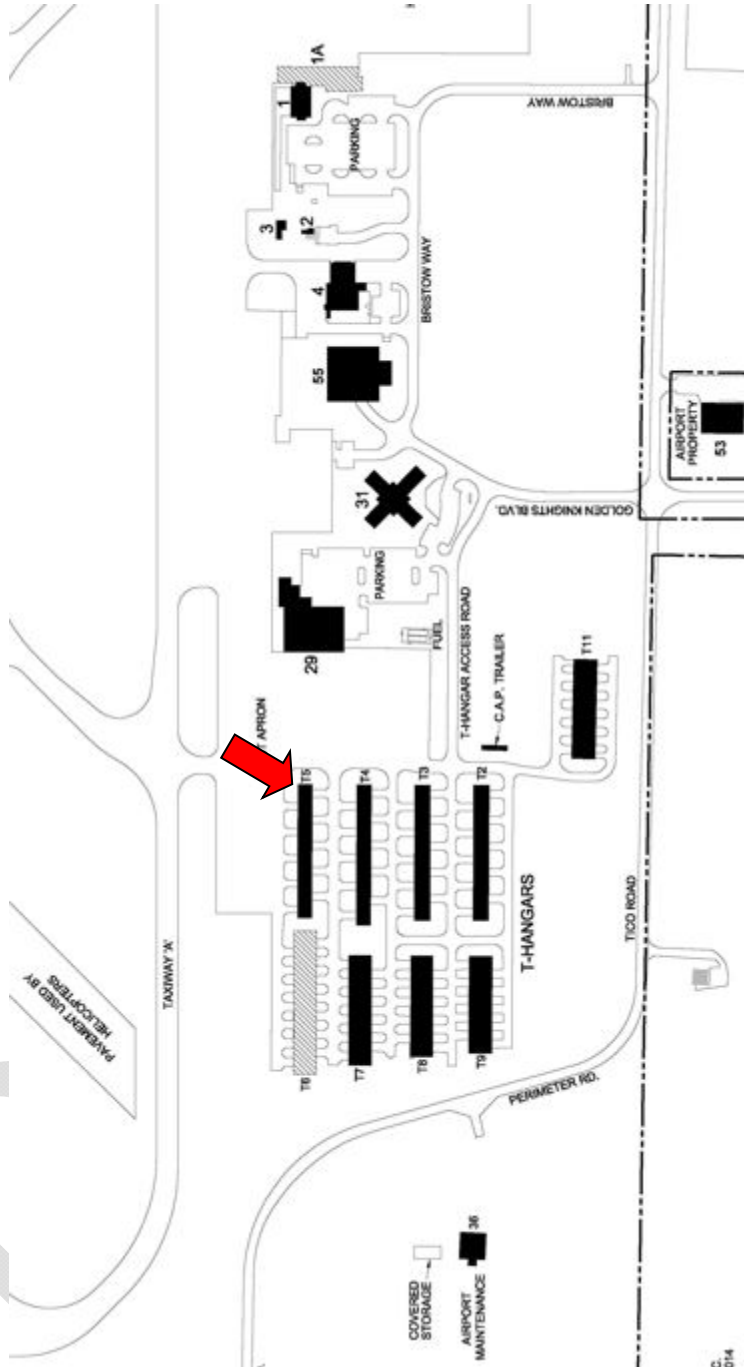 1A
1
BRISTOW WAY
PARKING
3
2
4
BRISTOW WAY
55
AIRPORT
PROPERTY
53
31
GOLDEN KNIGHTS BLVD.
PARKING
29
FUEL
T-HANGAR ACCESS ROAD
C.A.P. TRAILER
T11
T APRON
T5
T4
T3
T2
T-HANGARS
TICO ROAD
TAXIWAY 'A'
PAVEMENT USED BY
HELICOPTERS
T6
T7
T8
T9
PERIMETER RD.
36
COVERED
STORAGE
AIRPORT
MAINTENANCE
C.
014